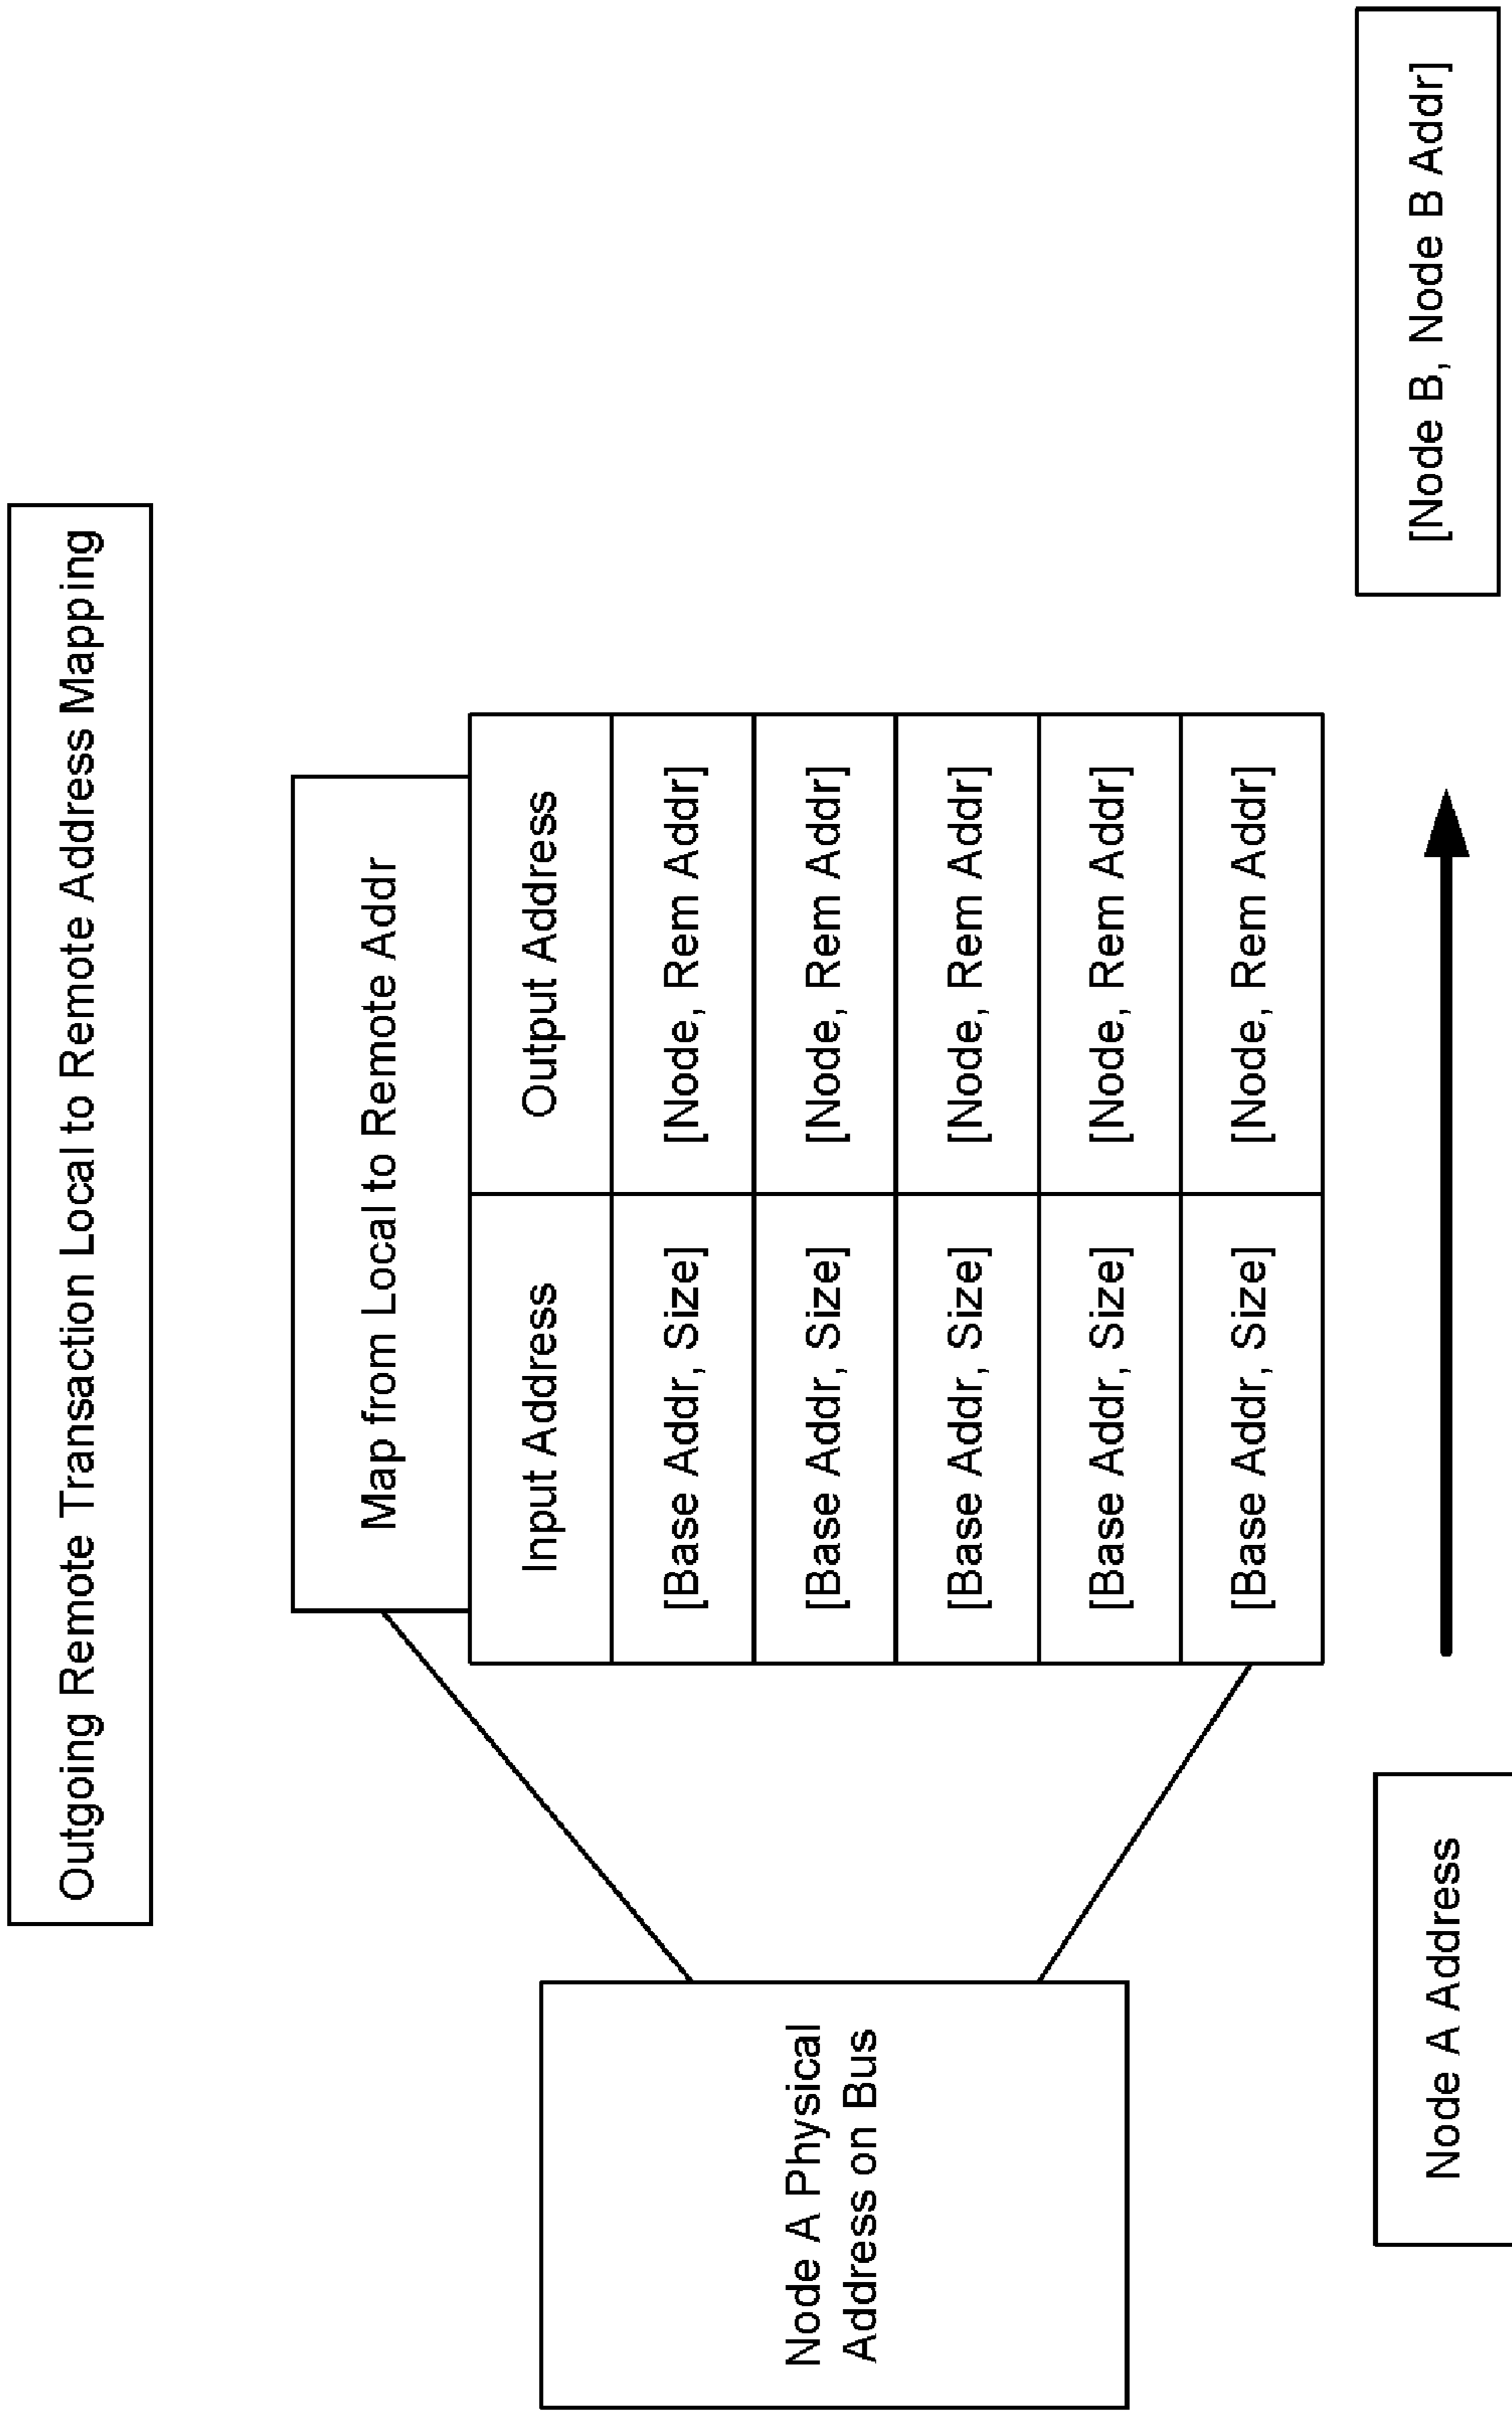 Outgoing Remote Transaction Local to Remote Address Mapping
Map from Local to Remote Addr
Input Address Output Address
[Base Addr, Size] [Node, Rem Addr]
[Base Addr, Size] [Node, Rem Addr]
[Base Addr, Size] [Node, Rem Addr]
[Base Addr, Size] [Node, Rem Addr]
[Base Addr, Size] [Node, Rem Addr]
Node A Physical
Address on Bus
Node A Address
[Node B, Node B Addr]